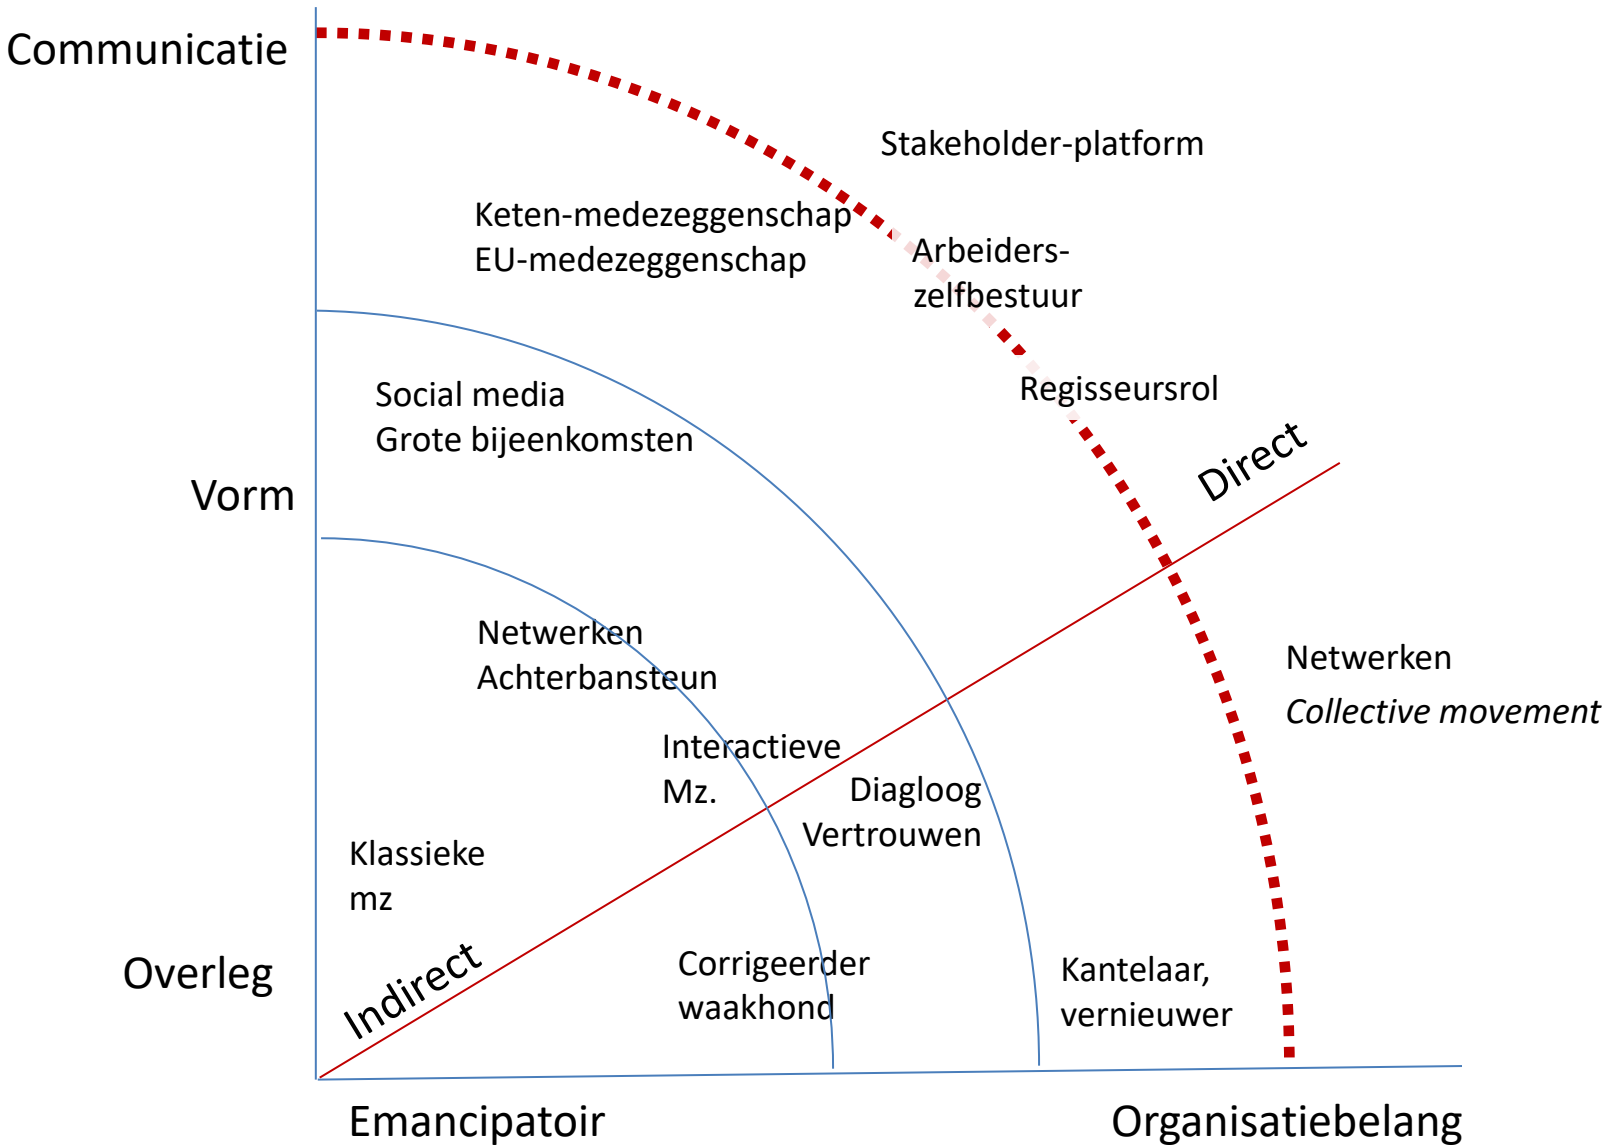 Communicatie
Stakeholder-platform
Keten-medezeggenschap
EU-medezeggenschap
Arbeiders-
zelfbestuur
Social media
Grote bijeenkomsten
Regisseursrol
Direct
Vorm
Netwerken
Achterbansteun
Netwerken
Collective movement
Interactieve
Mz.
Diagloog
Vertrouwen
Klassieke
mz
Overleg
Indirect
Corrigeerder
waakhond
Kantelaar,
vernieuwer
Emancipatoir
Organisatiebelang